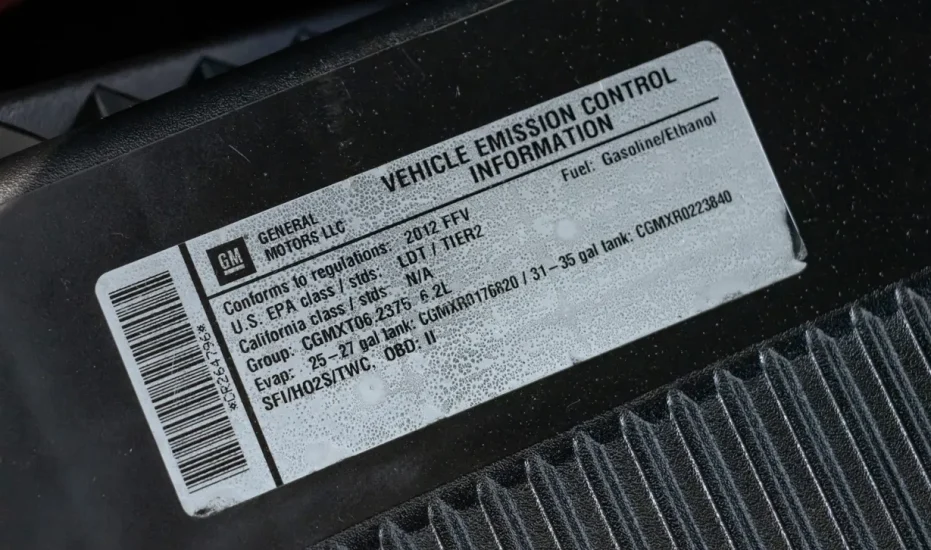 VEHICLE EMISSION CONTROL
INFORMATION
GM
GENERAL
MOTORS LLC
Fuel: Gasoline/Ethanol
Conforms to regulations: 2012 FFV
U.S. EPA class / stds: LDT / TIER2
California class / stds: N/A
Group: CGMXT06.2375 6.2L
Evap: 25-27 gal tank: CGMXR0176820 / 31-35 gal tank: CGMXR0223840
SFI/HO2S/TWC, OBD: II